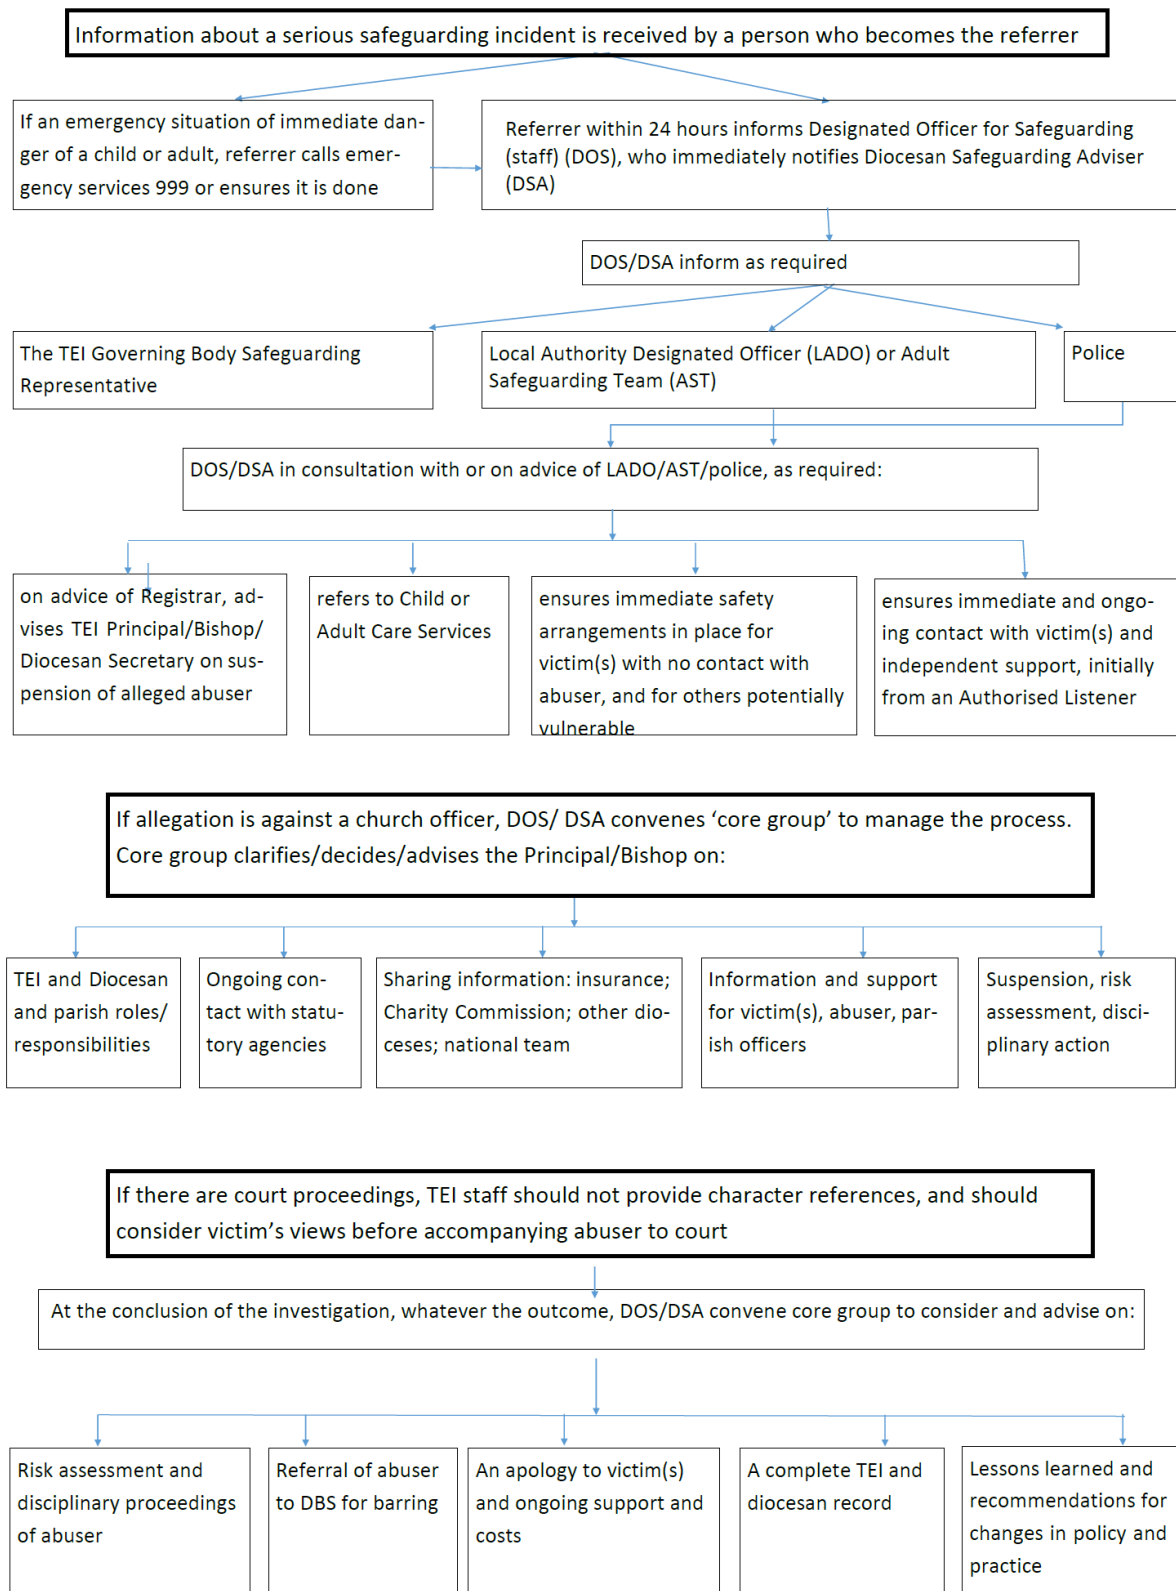 Information about a serious safeguarding incident is received by a person who becomes the referrer
If an emergency situation of immediate dan-
ger of a child or adult, referrer calls emer-
gency services 999 or ensures it is done
Referrer within 24 hours informs Designated Officer for Safeguarding
(staff) (DOS), who immediately notifies Diocesan Safeguarding Adviser
(DSA)
DOS/DSA inform as required
The TEI Governing Body Safeguarding
Representative
Local Authority Designated Officer (LADO) or Adult
Safeguarding Team (AST)
Police
DOS/DSA in consultation with or on advice of LADO/AST/police, as required:
on advice of Registrar, ad-
vises TEI Principal/Bishop/
Diocesan Secretary on sus-
pension of alleged abuser
refers to Child or
Adult Care Services
ensures immediate safety
arrangements in place for
victim(s) with no contact with
abuser, and for others potentially
vulnerable
ensures immediate and ongo-
ing contact with victim(s) and
independent support, initially
from an Authorised Listener
If allegation is against a church officer, DOS/ DSA convenes ‘core group’ to manage the process.
Core group clarifies/decides/advises the Principal/Bishop on:
TEI and Diocesan
and parish roles/
responsibilities
Ongoing con-
tact with statu-
tory agencies
Sharing information: insurance;
Charity Commission; other dio-
ceses; national team
Information and support
for victim(s), abuser, par-
ish officers
Suspension, risk
assessment, disci-
plinary action
If there are court proceedings, TEI staff should not provide character references, and should
consider victim’s views before accompanying abuser to court
At the conclusion of the investigation, whatever the outcome, DOS/DSA convene core group to consider and advise on:
Risk assessment and
disciplinary proceedings
of abuser
Referral of abuser
to DBS for barring
An apology to victim(s)
and ongoing support and
costs
A complete TEI and
diocesan record
Lessons learned and
recommendations for
changes in policy and
practice